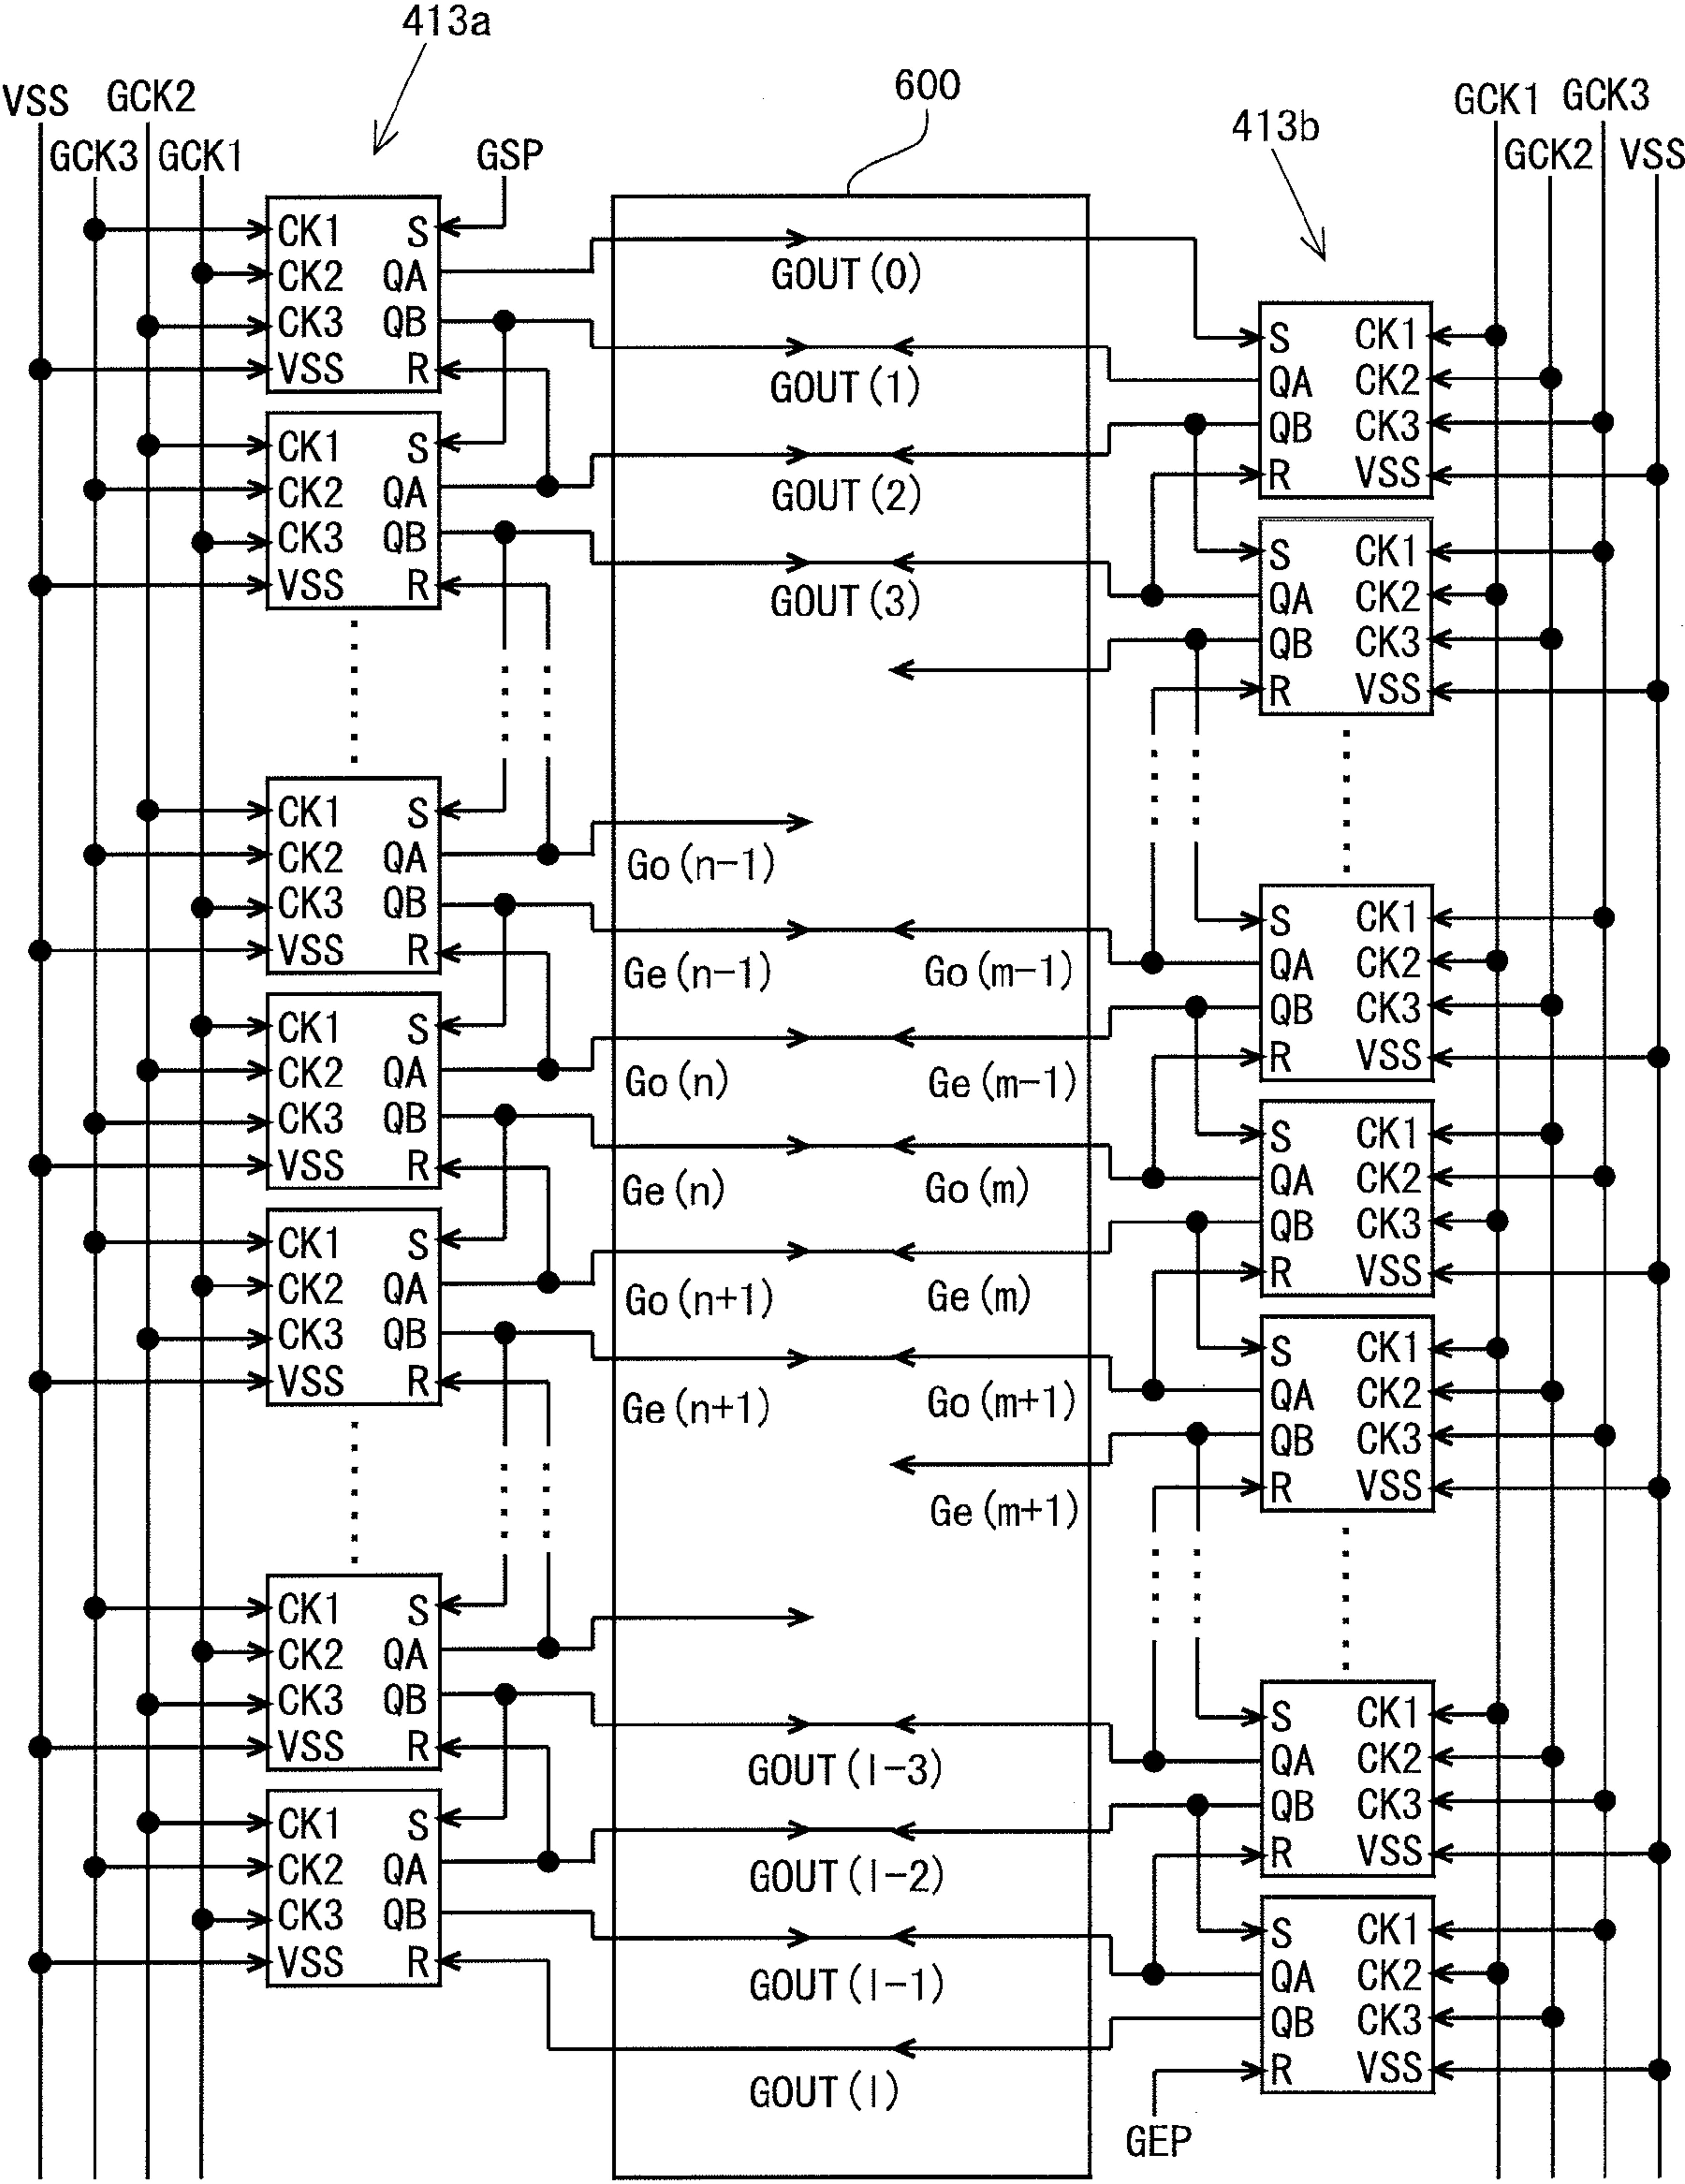 413a
600
VSS
GCK2
GCK3
GCK1
GSP
413b
GCK1
GCK3
GCK2
VSS
CK1 S
CK2 QA
CK3 QB
VSS R
GOUT(0)
GOUT(1)
S CK1
QA CK2
QB CK3
R VSS
CK1 S
CK2 QA
CK3 QB
VSS R
GOUT(2)
GOUT(3)
S CK1
QA CK2
QB CK3
R VSS
CK1 S
CK2 QA
CK3 QB
VSS R
Go(n-1)
Ge(n-1) Go(m-1)
S CK1
QA CK2
QB CK3
R VSS
CK1 S
CK2 QA
CK3 QB
VSS R
Go(n) Ge(m-1)
Ge(n) Go(m)
S CK1
QA CK2
QB CK3
R VSS
CK1 S
CK2 QA
CK3 QB
VSS R
Go(n+1) Ge(m)
Ge(n+1) Go(m+1)
S CK1
QA CK2
QB CK3
R VSS
Ge(m+1)
CK1 S
CK2 QA
CK3 QB
VSS R
GOUT(l-3)
S CK1
QA CK2
QB CK3
R VSS
CK1 S
CK2 QA
CK3 QB
VSS R
GOUT(l-2)
GOUT(l-1)
S CK1
QA CK2
QB CK3
R VSS
GOUT(l)
GEP